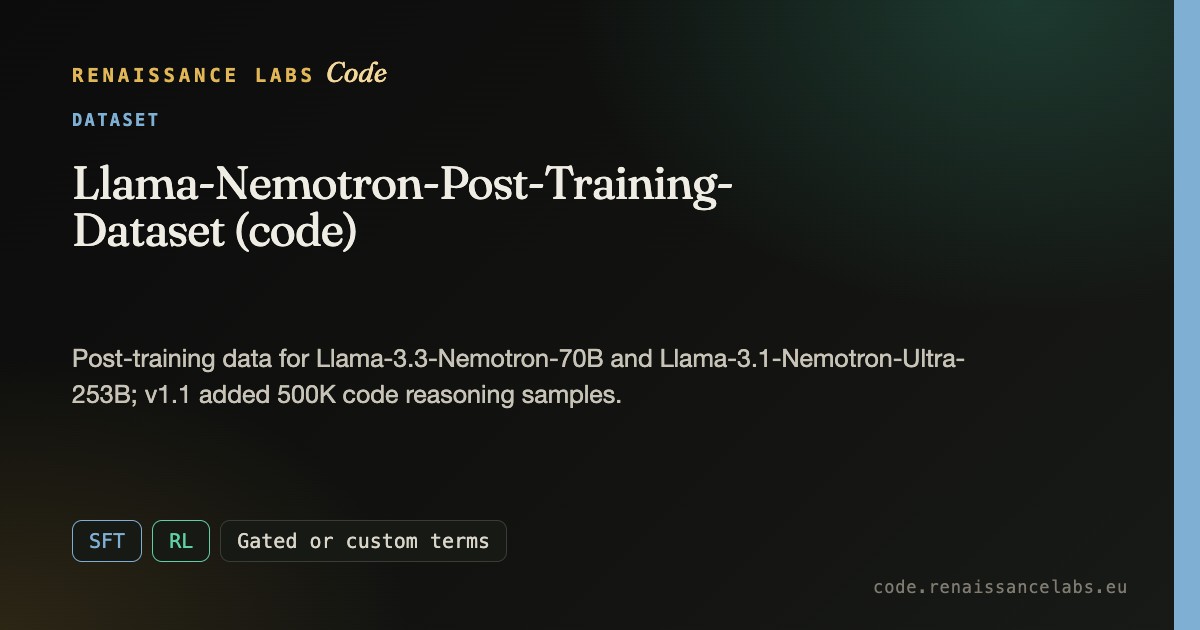 RENAISSANCE LABS Code
DATASET
Llama-Nemotron-Post-Training-
Dataset (code)
Post-training data for Llama-3.3-Nemotron-70B and Llama-3.1-Nemotron-Ultra-
253B; v1.1 added 500K code reasoning samples.
SFT RL Gated or custom terms
code.renaissancelabs.eu